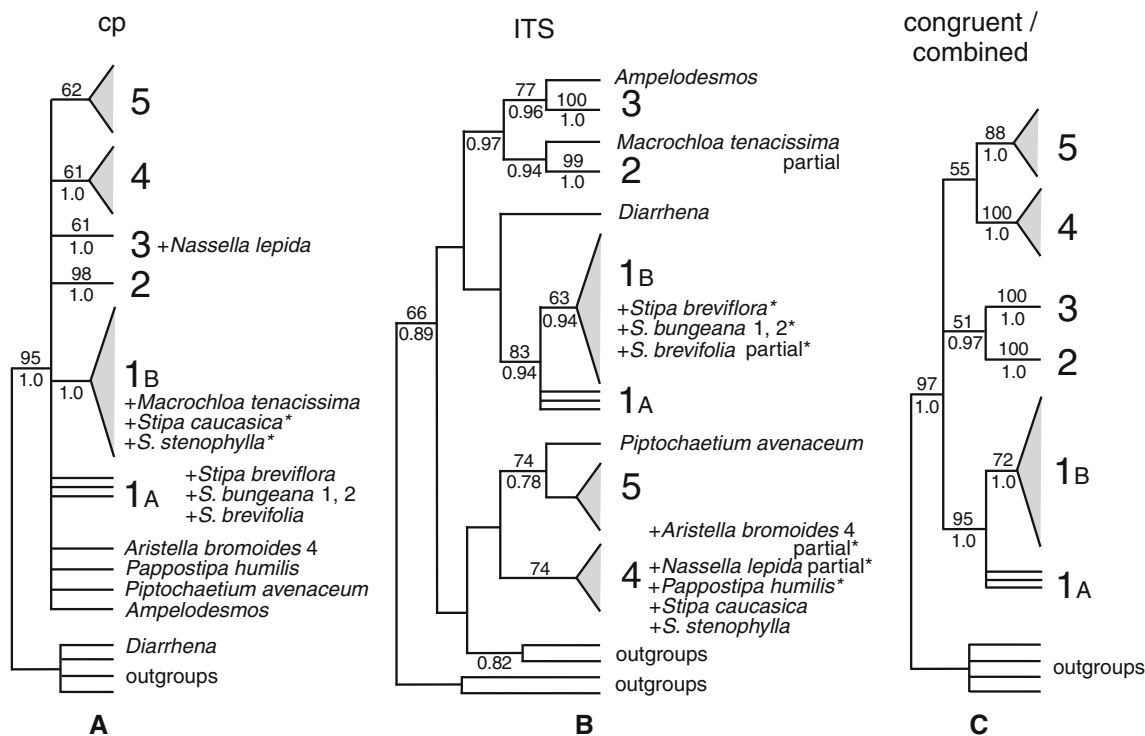 cp
62
5
61
1.0
4
61
1.0
3 +Nassella lepida
98
1.0
2
95
1.0
1.0
1B
+Macrochloa tenacissima
+Stipa caucasica*
+S. stenophylla*
1A
+Stipa breviflora
+S. bungeana 1, 2
+S. brevifolia
Aristella bromoides 4
Pappostipa humilis
Piptochaetium avenaceum
Ampelodesmos
Diarrhena
outgroups
A
ITS
Ampelodesmos
77
0.96
100
1.0
3
0.97
Macrochloa tenacissima
partial
0.94
99
1.0
2
Diarrhena
66
0.89
1B
63
0.94
+Stipa breviflora*
+S. bungeana 1, 2*
+S. brevifolia partial*
83
0.94
1A
Piptochaetium avenaceum
74
0.78
5
+Aristella bromoides 4
partial*
74
4
+Nassella lepida partial*
+Pappostipa humilis*
+Stipa caucasica
+S. stenophylla
0.82
outgroups
outgroups
B
congruent /
combined
88
1.0
5
55
100
1.0
4
100
1.0
3
51
0.97
100
1.0
2
97
1.0
72
1.0
1B
95
1.0
1A
outgroups
C